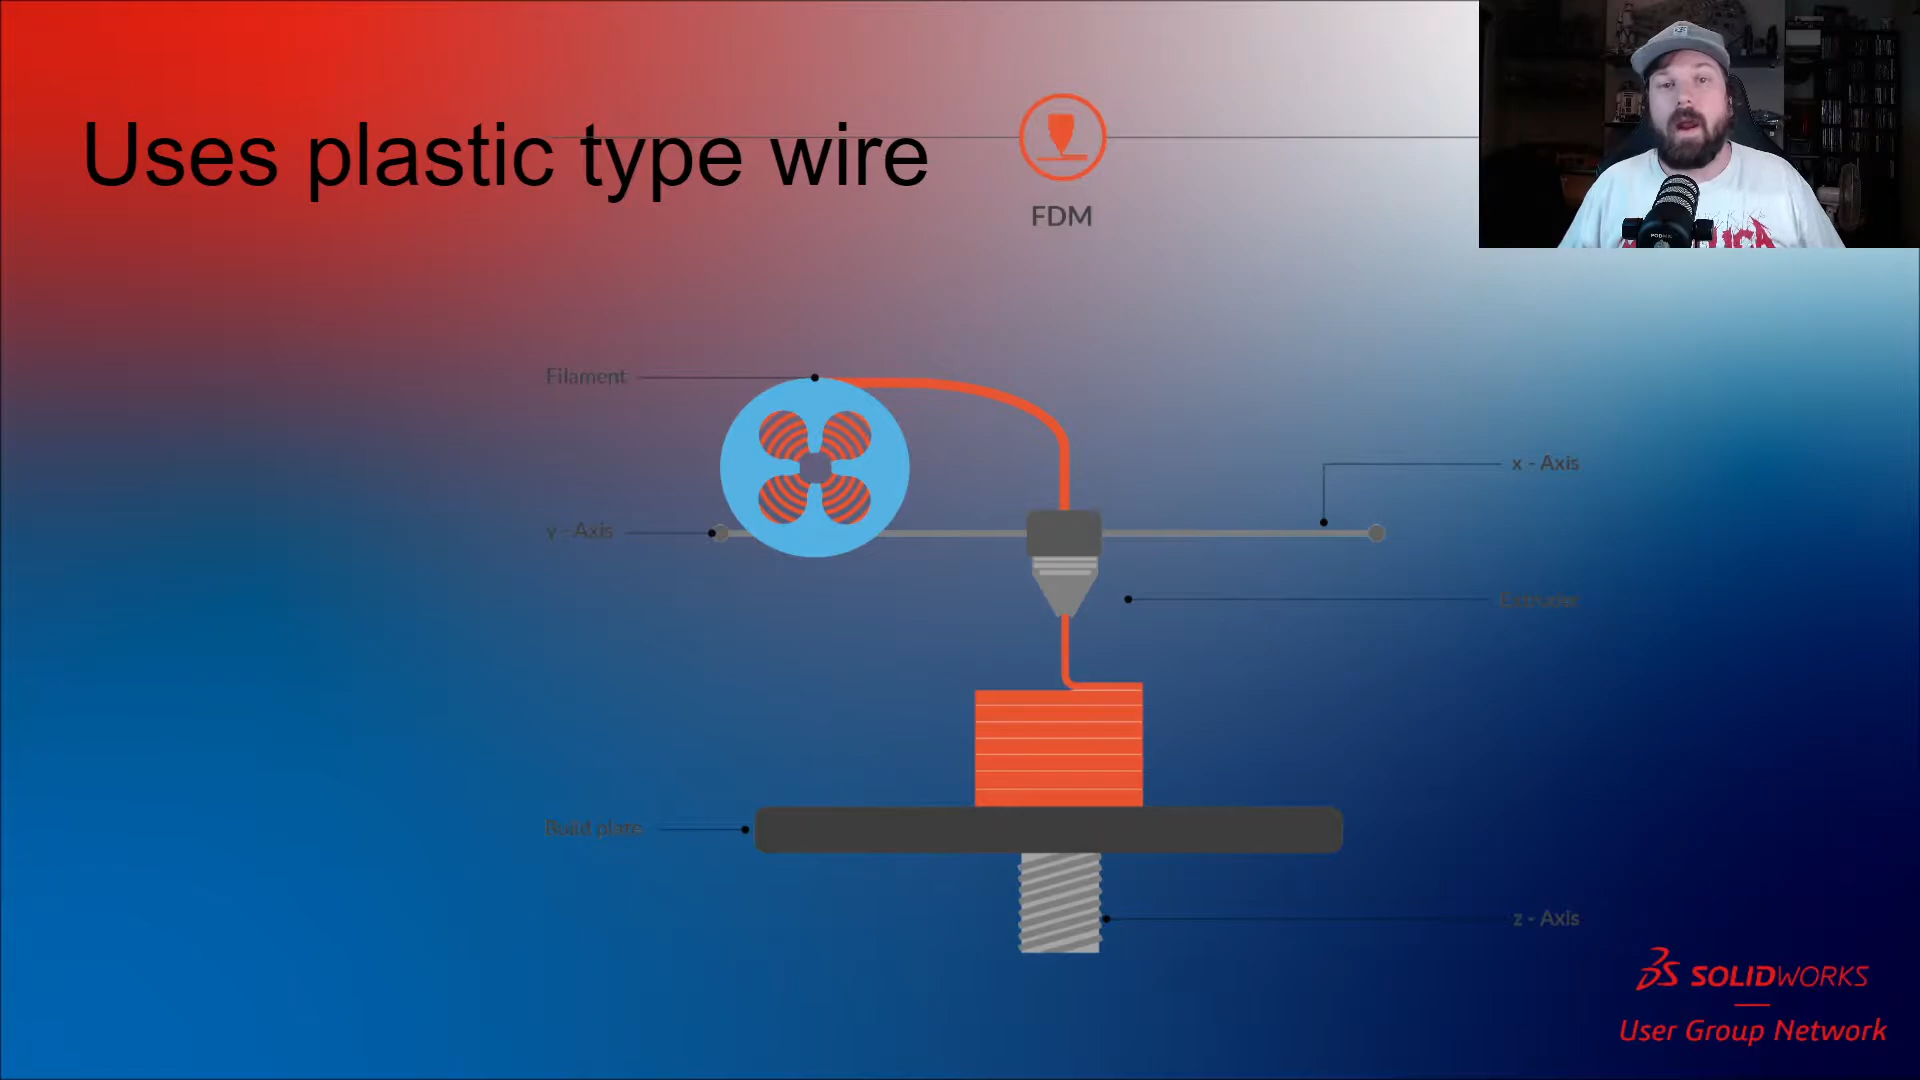 Uses plastic type wire
FDM
Filament
x - Axis
y - Axis
Extruder
Build plate
z - Axis
SOLIDWORKS
User Group Network